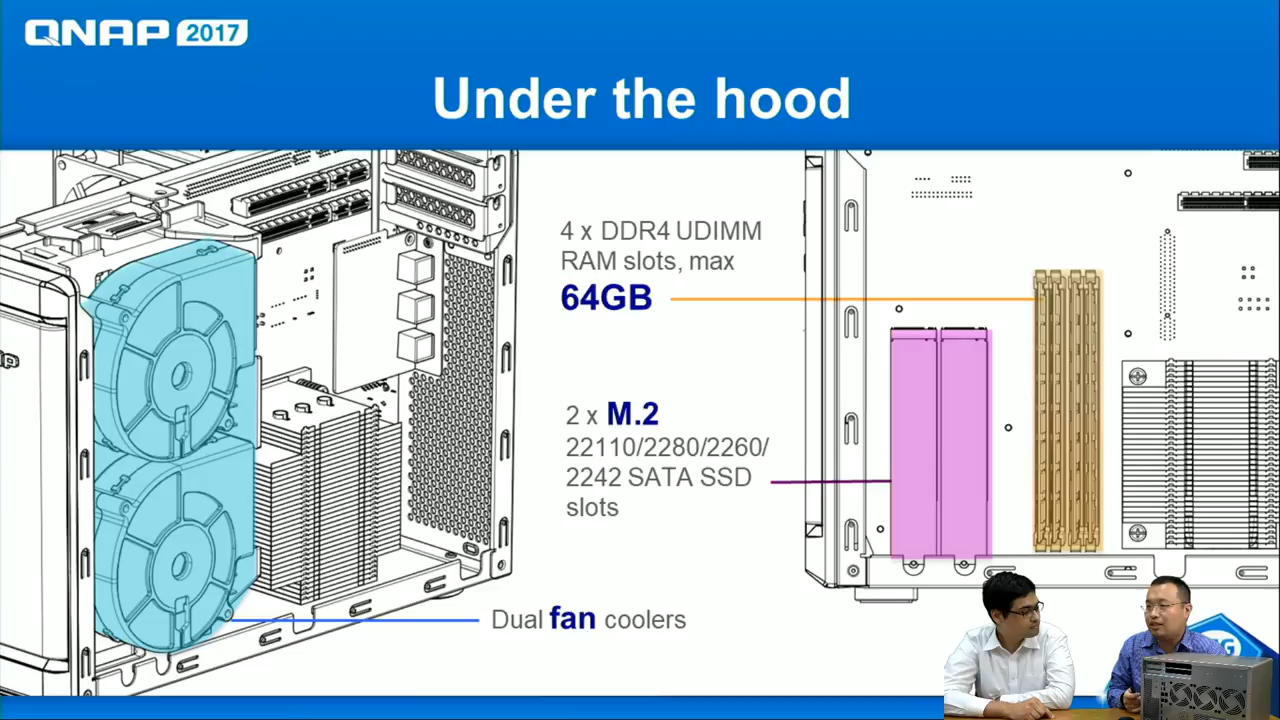 QNAP 2017
Under the hood
4 x DDR4 UDIMM
RAM slots, max
64GB
2 x M.2
22110/2280/2260/
2242 SATA SSD
slots
Dual fan coolers